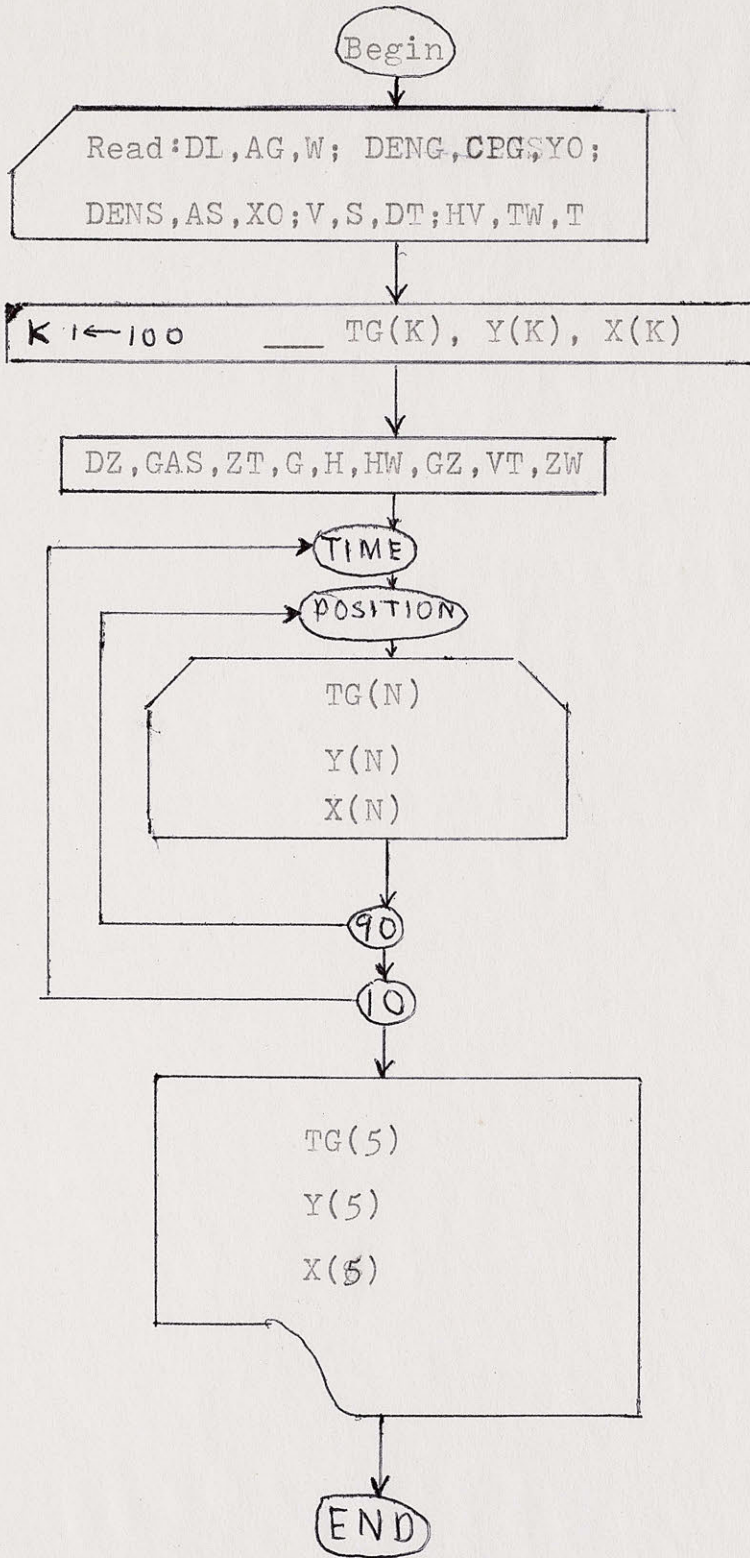 Begin
Read:DL,AG,W; DENG,CPG,YO;
DENS,AS,XO;V,S,DT;HV,TW,T
K 1←100 ___ TG(K), Y(K), X(K)
DZ,GAS,ZT,G,H,HW,GZ,VT,ZW
TIME
POSITION
TG(N)
Y(N)
X(N)
90
10
TG(5)
Y(5)
X(5)
END